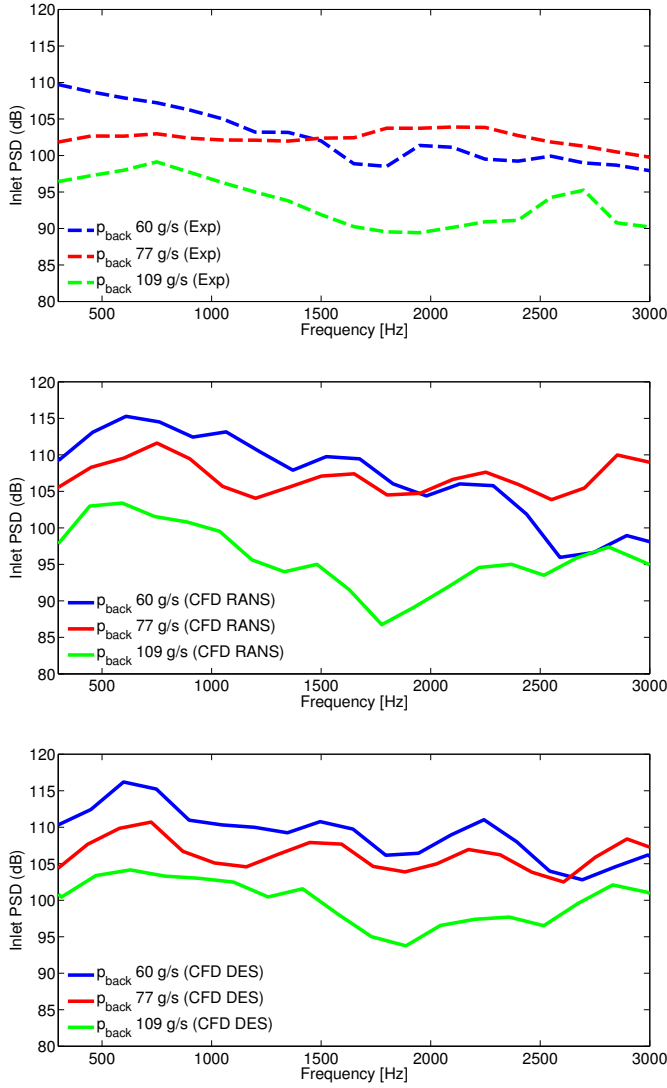 120
115
110
105
100
95
90
85
80
Inlet PSD (dB)
p_back 60 g/s (Exp)
p_back 77 g/s (Exp)
p_back 109 g/s (Exp)
500 1000 1500 2000 2500 3000
Frequency [Hz]
120
115
110
105
100
95
90
85
80
Inlet PSD (dB)
p_back 60 g/s (CFD RANS)
p_back 77 g/s (CFD RANS)
p_back 109 g/s (CFD RANS)
500 1000 1500 2000 2500 3000
Frequency [Hz]
120
115
110
105
100
95
90
85
80
Inlet PSD (dB)
p_back 60 g/s (CFD DES)
p_back 77 g/s (CFD DES)
p_back 109 g/s (CFD DES)
500 1000 1500 2000 2500 3000
Frequency [Hz]